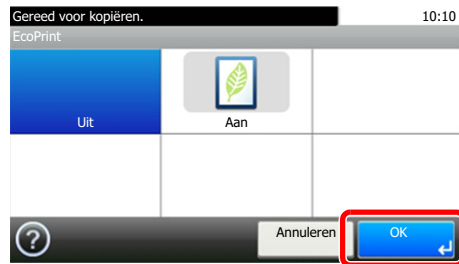 Gereed voor kopiëren. 10:10
EcoPrint
Uit Aan
? Annuleren OK